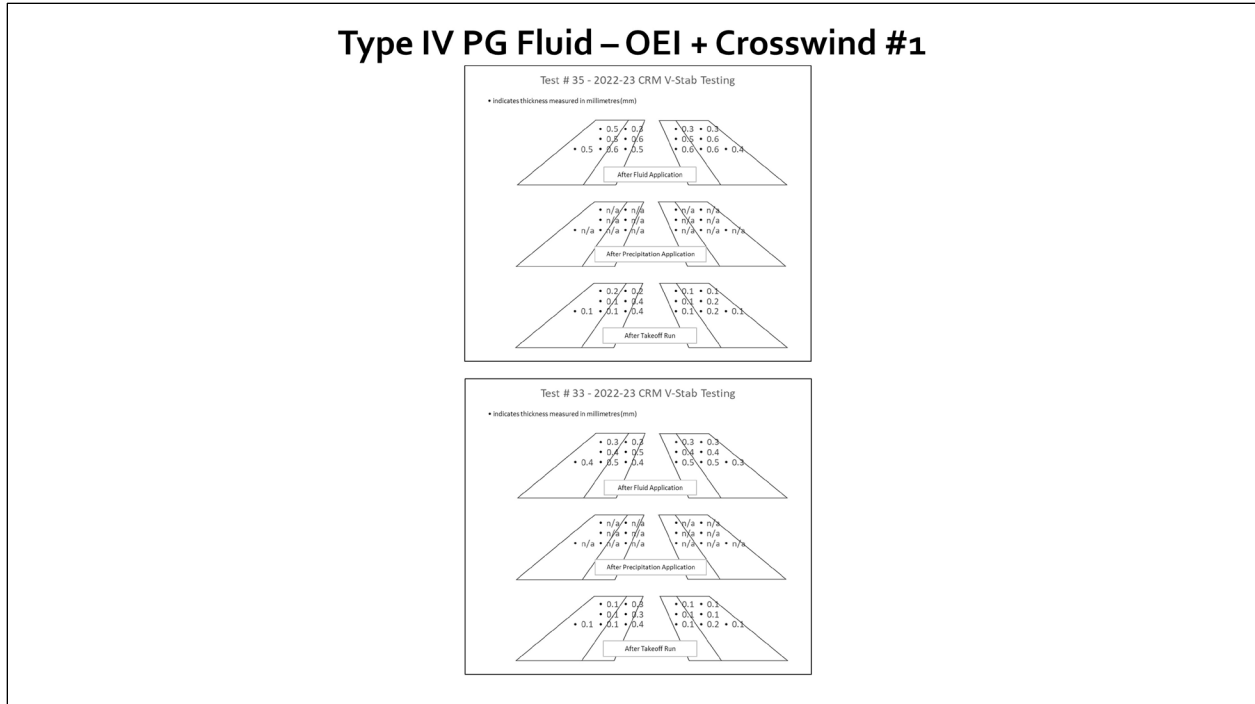 Type IV PG Fluid – OEI + Crosswind #1
Test # 35 - 2022-23 CRM V-Stab Testing
• indicates thickness measured in millimetres (mm)
• 0.5 • 0.3 • 0.3 • 0.3
• 0.5 • 0.6 • 0.5 • 0.6
• 0.5 • 0.6 • 0.5 • 0.6 • 0.6 • 0.4
After Fluid Application
• n/a • n/a • n/a • n/a
• n/a • n/a • n/a • n/a
• n/a • n/a • n/a • n/a • n/a • n/a
After Precipitation Application
• 0.2 • 0.2 • 0.1 • 0.1
• 0.1 • 0.4 • 0.1 • 0.2
• 0.1 • 0.1 • 0.4 • 0.1 • 0.2 • 0.1
After Takeoff Run
Test # 33 - 2022-23 CRM V-Stab Testing
• indicates thickness measured in millimetres (mm)
• 0.3 • 0.3 • 0.3 • 0.3
• 0.4 • 0.5 • 0.4 • 0.4
• 0.4 • 0.5 • 0.4 • 0.5 • 0.5 • 0.3
After Fluid Application
• n/a • n/a • n/a • n/a
• n/a • n/a • n/a • n/a
• n/a • n/a • n/a • n/a • n/a • n/a
After Precipitation Application
• 0.1 • 0.3 • 0.1 • 0.1
• 0.1 • 0.3 • 0.1 • 0.1
• 0.1 • 0.1 • 0.4 • 0.1 • 0.2 • 0.1
After Takeoff Run